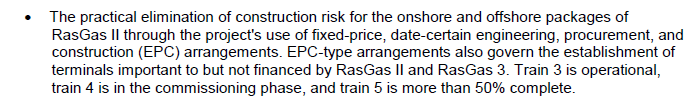 • The practical elimination of construction risk for the onshore and offshore packages of
RasGas II through the project's use of fixed-price, date-certain engineering, procurement, and
construction (EPC) arrangements. EPC-type arrangements also govern the establishment of
terminals important to but not financed by RasGas II and RasGas 3. Train 3 is operational,
train 4 is in the commissioning phase, and train 5 is more than 50% complete.